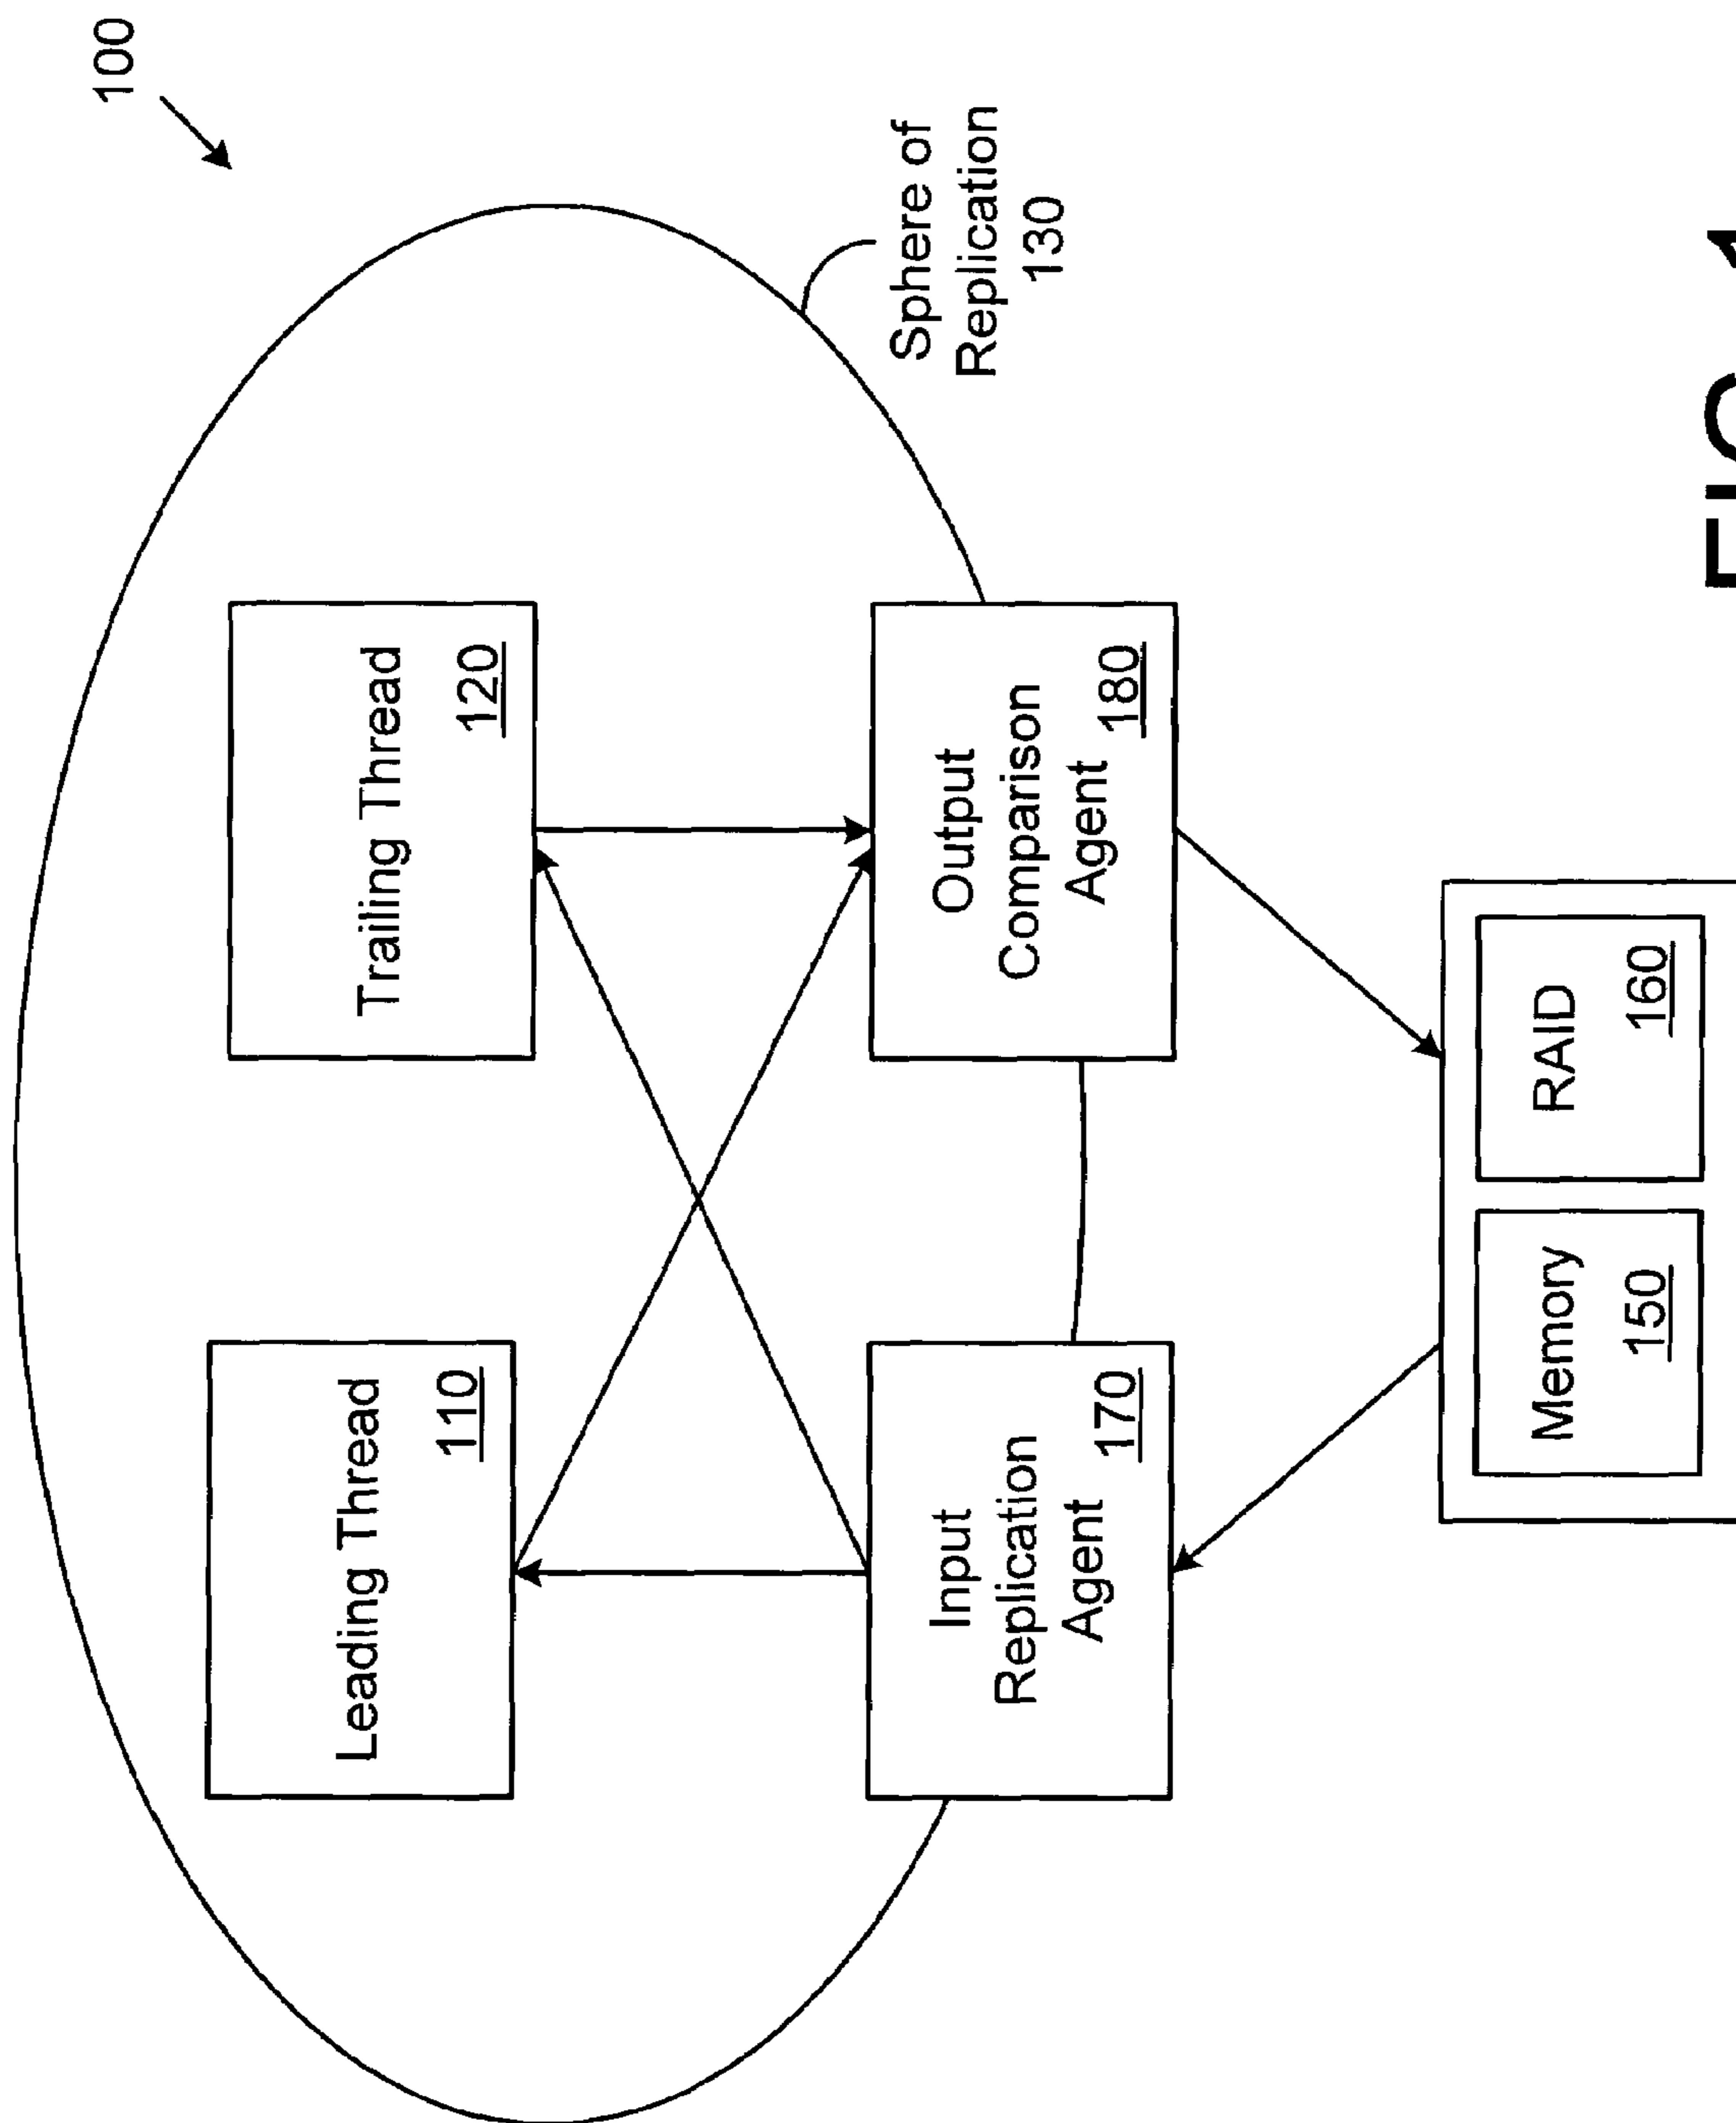 100
Leading Thread
110
Trailing Thread
120
Sphere of
Replication
130
Input
Replication
Agent
170
Output
Comparison
Agent
180
Memory
150
RAID
160